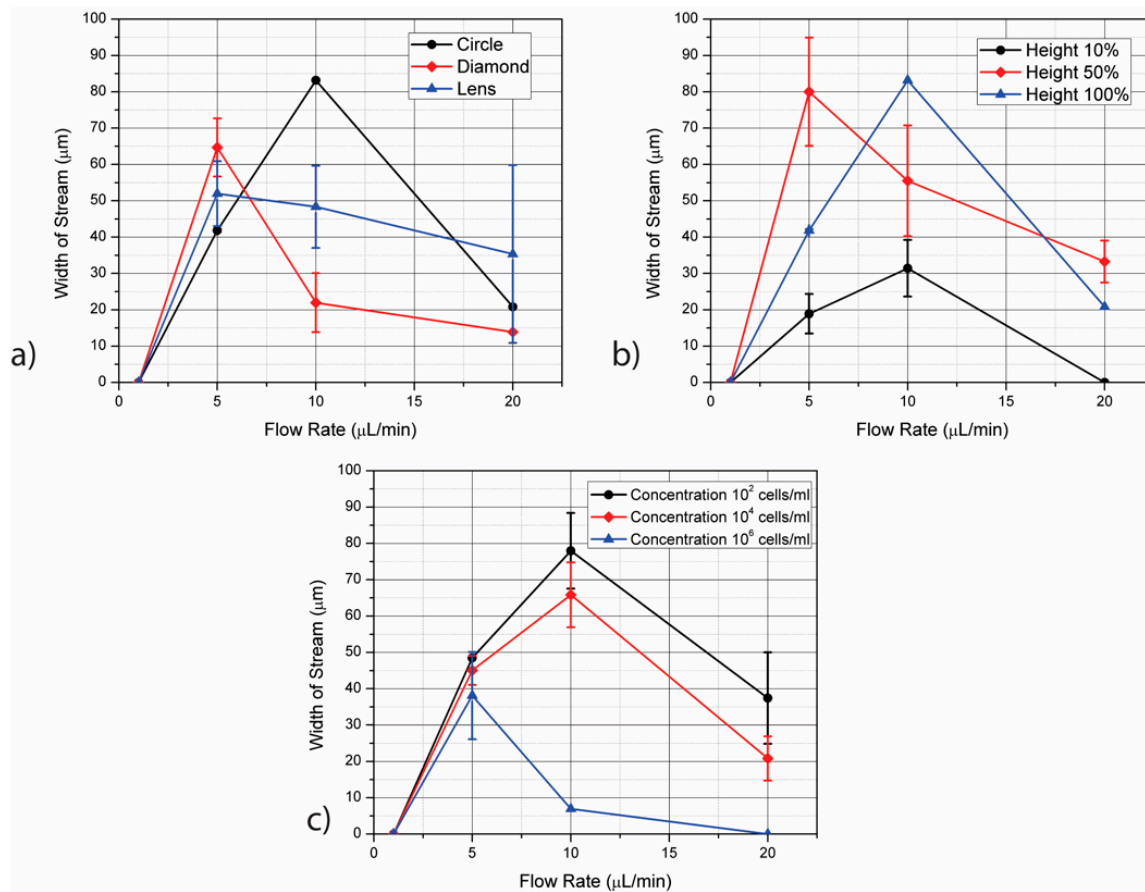 a)
Width of Stream (μm)
100
90
80
70
60
50
40
30
20
10
0
Circle
Diamond
Lens
0 5 10 15 20
Flow Rate (μL/min)
b)
Width of Stream (μm)
100
90
80
70
60
50
40
30
20
10
0
Height 10%
Height 50%
Height 100%
0 5 10 15 20
Flow Rate (μL/min)
c)
Width of Stream (μm)
100
90
80
70
60
50
40
30
20
10
0
Concentration 10² cells/ml
Concentration 10⁴ cells/ml
Concentration 10⁶ cells/ml
0 5 10 15 20
Flow Rate (μL/min)